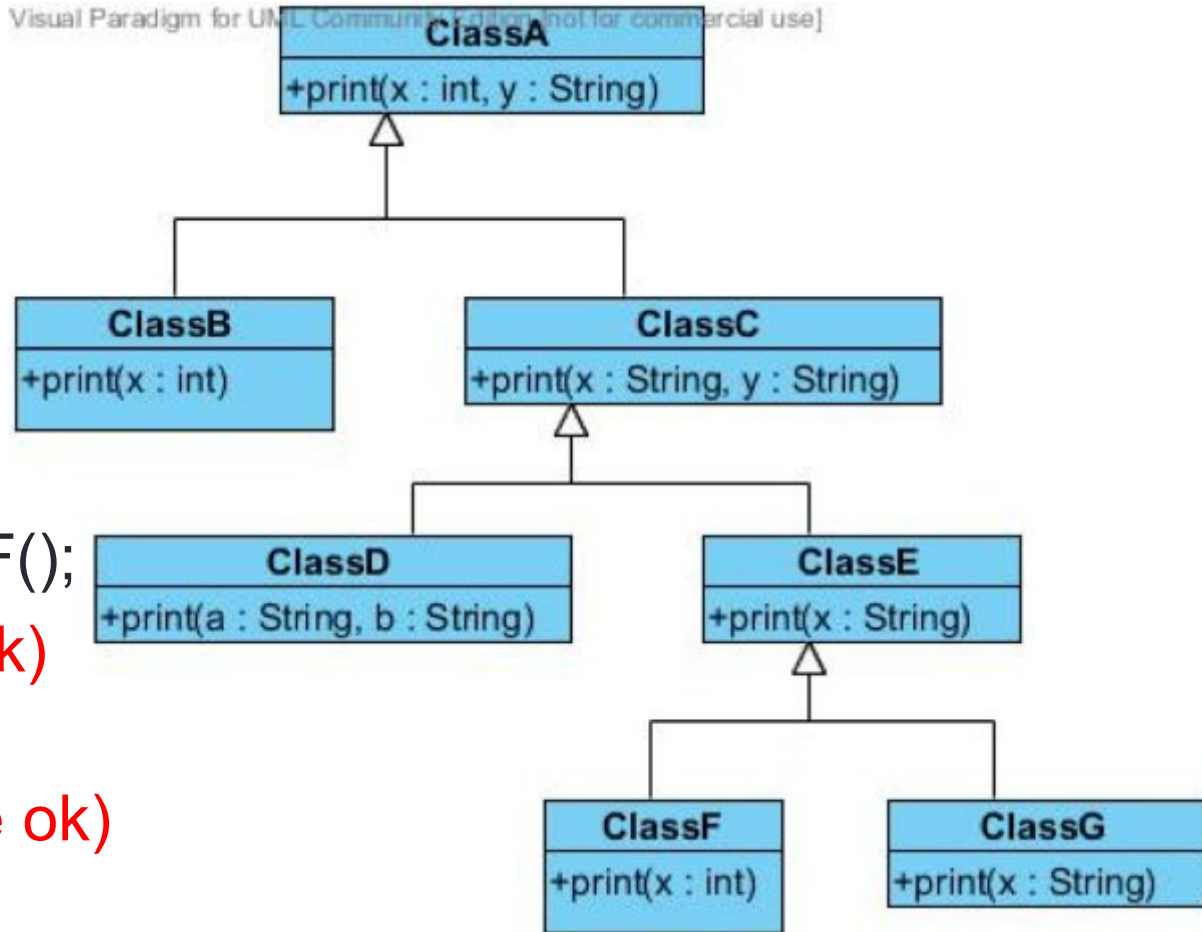 Visual Paradigm for UML Community Edition [not for commercial use]
ClassA
+print(x : int, y : String)
ClassB
+print(x : int)
ClassC
+print(x : String, y : String)
F();
k)
ClassD
+print(a : String, b : String)
ClassE
+print(x : String)
e ok)
ClassF
+print(x : int)
ClassG
+print(x : String)